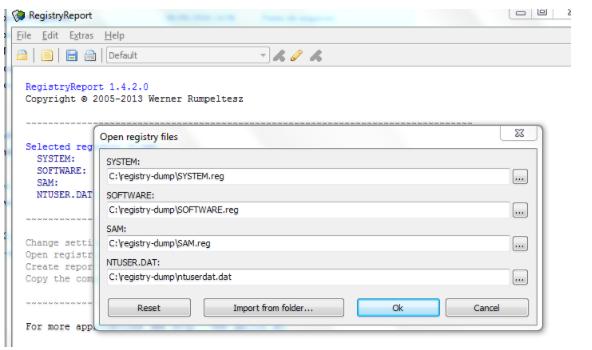 RegistryReport
File Edit Extras Help
Default
RegistryReport 1.4.2.0
Copyright © 2005-2013 Werner Rumpeltesz
Selected reg
SYSTEM:
SOFTWARE:
SAM:
NTUSER.DAT
Change setti
Open registr
Create repor
Copy the com
For more app
Open registry files
SYSTEM:
C:\registry-dump\SYSTEM.reg
...
SOFTWARE:
C:\registry-dump\SOFTWARE.reg
...
SAM:
C:\registry-dump\SAM.reg
...
NTUSER.DAT:
C:\registry-dump\ntuserdat.dat
...
Reset Import from folder... Ok Cancel